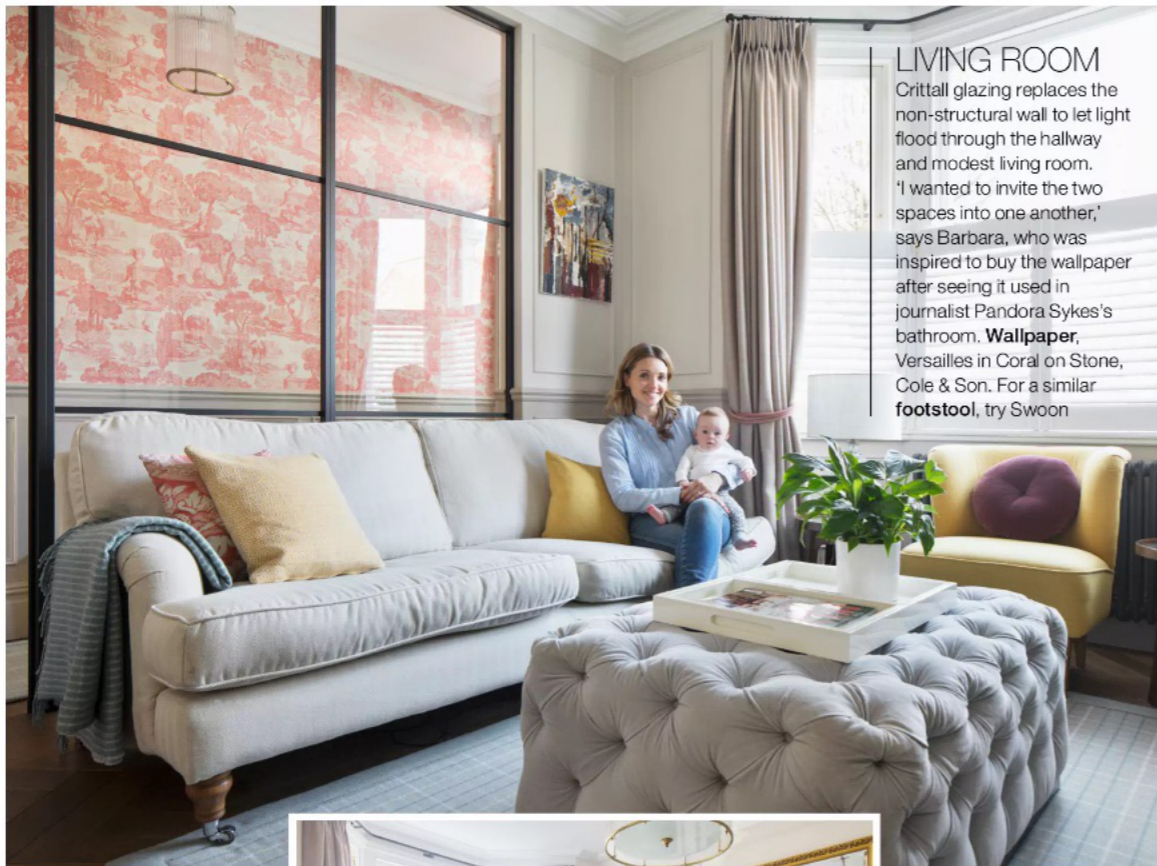 LIVING ROOM
Crittall glazing replaces the
non-structural wall to let light
flood through the hallway
and modest living room.
‘I wanted to invite the two
spaces into one another,’
says Barbara, who was
inspired to buy the wallpaper
after seeing it used in
journalist Pandora Sykes’s
bathroom. Wallpaper,
Versailles in Coral on Stone,
Cole & Son. For a similar
footstool, try Swoon